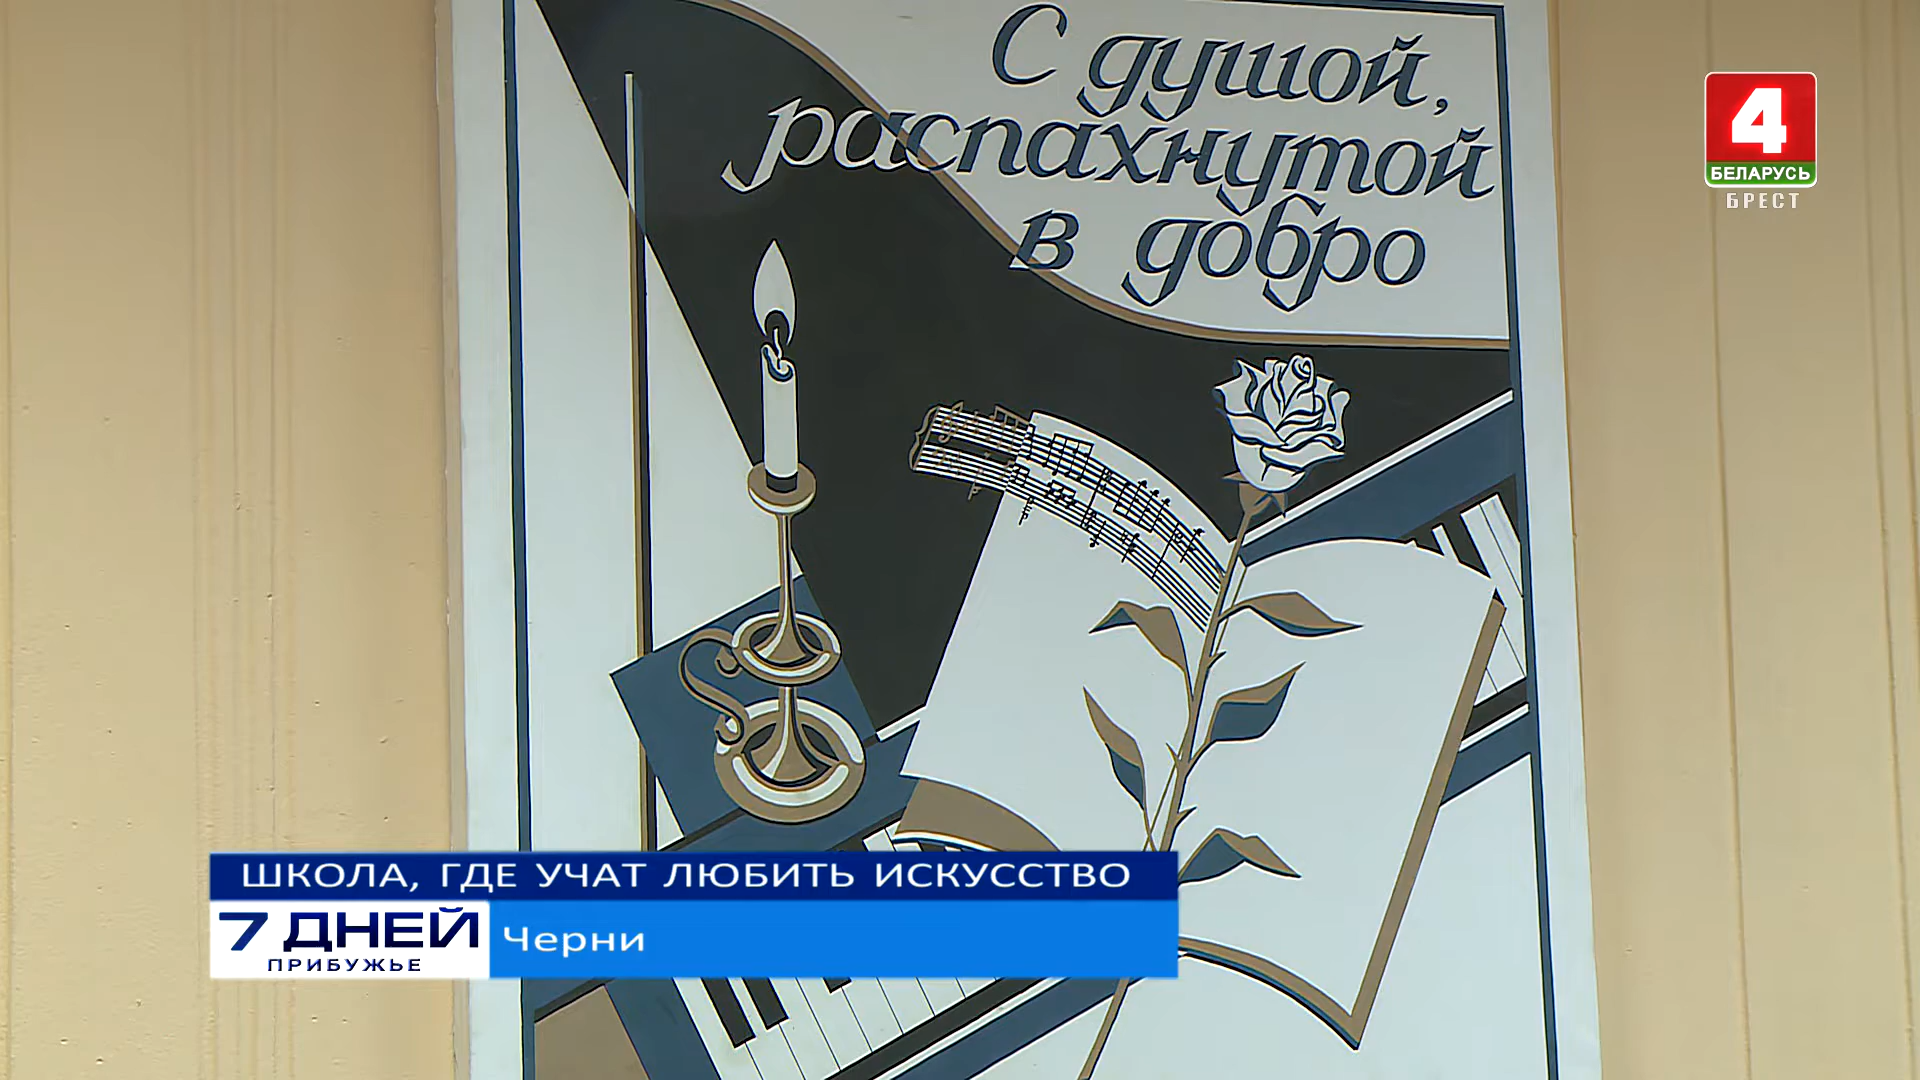 С душой,
распахнутой
в добро
4
БЕЛАРУСЬ
БРЕСТ
ШКОЛА, ГДЕ УЧАТ ЛЮБИТЬ ИСКУССТВО
7 ДНЕЙ
ПРИБУЖЬЕ
Черни